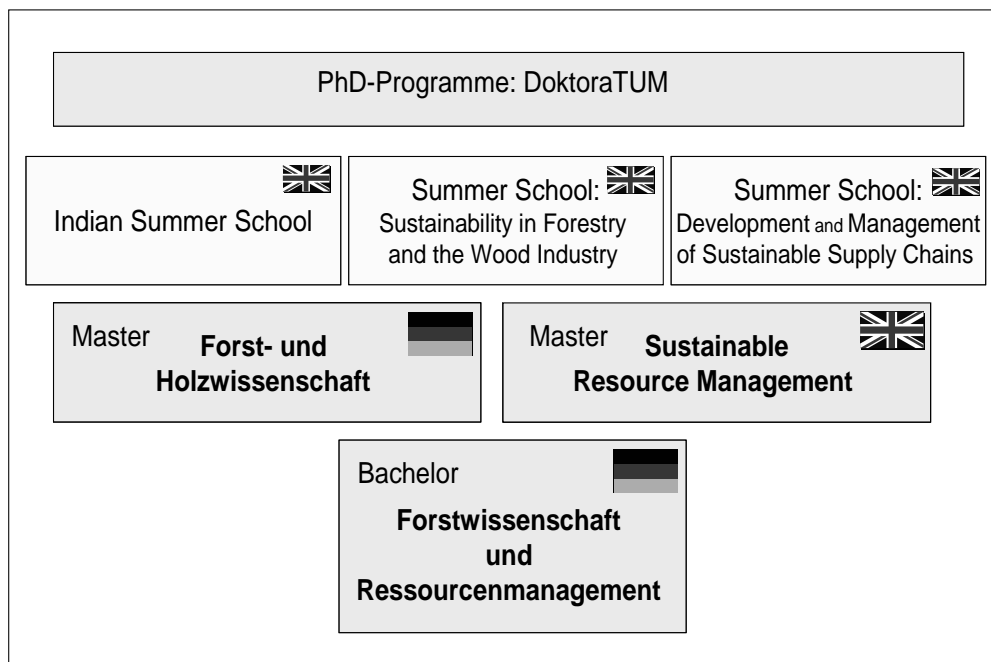 PhD-Programme: DoktoraTUM
Indian Summer School
Summer School:
Sustainability in Forestry
and the Wood Industry
Summer School:
Development and Management
of Sustainable Supply Chains
Master
Forst- und
Holzwissenschaft
Master
Sustainable
Resource Management
Bachelor
Forstwissenschaft
und
Ressourcenmanagement